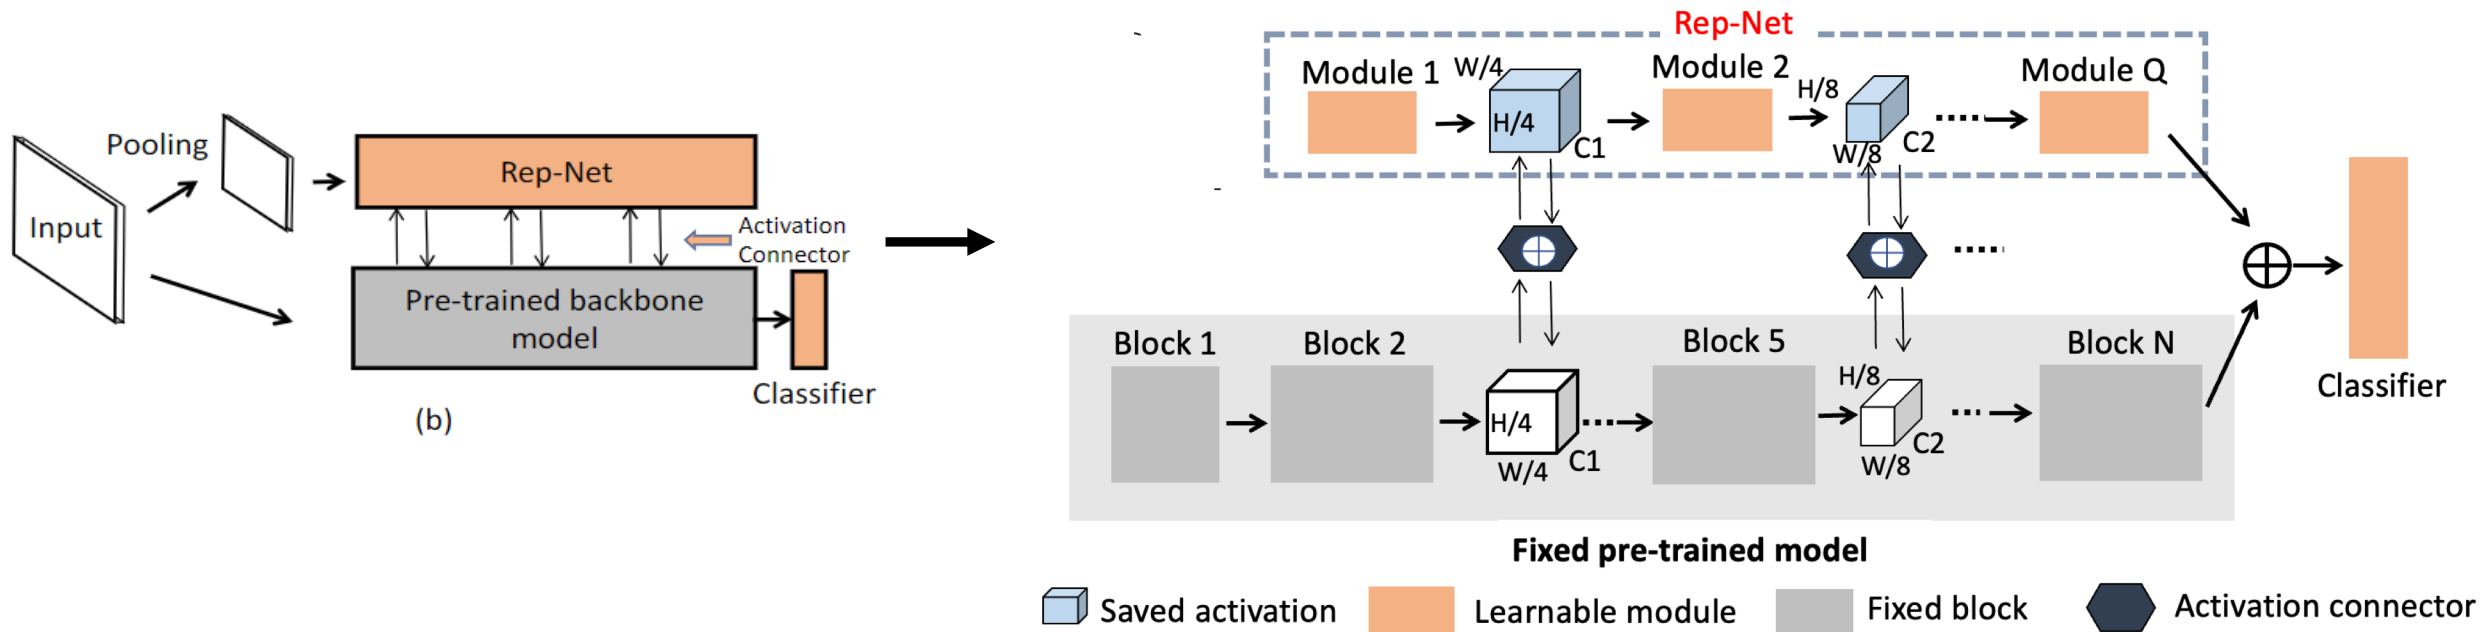 Input
Pooling
Rep-Net
Activation
Connector
Pre-trained backbone
model
Classifier
(b)
Rep-Net
Module 1
W/4
H/4
C1
Module 2
H/8
W/8
C2
Module Q
Block 1
Block 2
H/4
W/4
C1
Block 5
H/8
W/8
C2
Block N
Classifier
Fixed pre-trained model
Saved activation
Learnable module
Fixed block
Activation connector